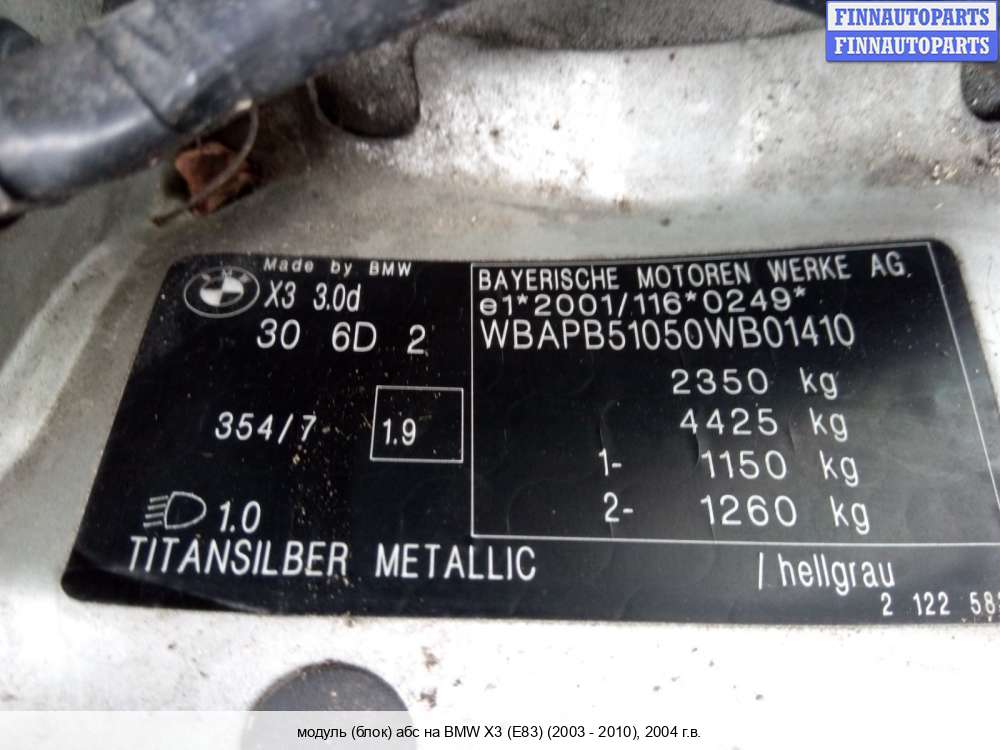 FINNAUTOPARTS
FINNAUTOPARTS
Made by BMW
X3 3.0d
30 6D 2
354/7
1.9
1.0
TITANSILBER METALLIC
BAYERISCHE MOTOREN WERKE AG.
e1*2001/116*0249*
WBAPB51050WB01410
2350 kg
4425 kg
1- 1150 kg
2- 1260 kg
/ hellgrau
2 122 583
модуль (блок) абс на BMW X3 (E83) (2003 - 2010), 2004 г.в.